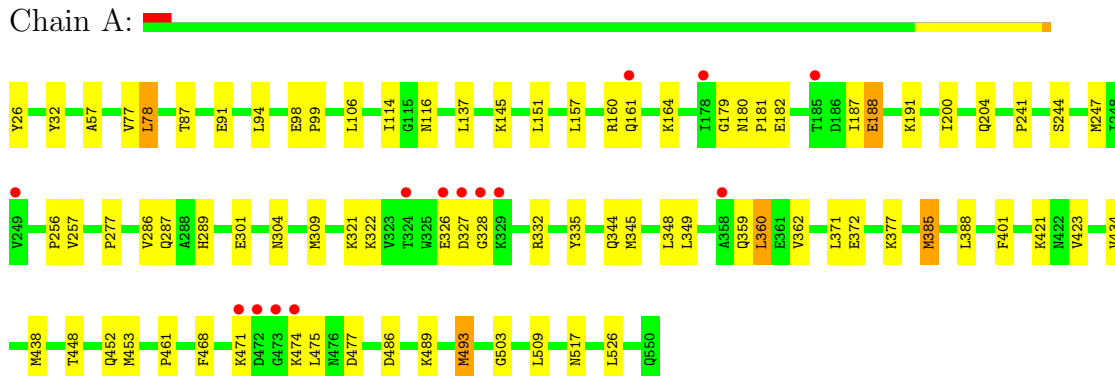 Chain A:
Y26 Y32 A57 V77 L78 T87 E91 L94 E98 P99 L106 I114 G115 N116 L137 K145 L151 L157 R160 Q161 K164 I178 G179 N180 P181 E182 T185 D186 I187 E188 K191 I200 Q204 P241 S244 M247 I248
V249 P256 V257 P277 V286 Q287 A288 H289 E301 N304 M309 K321 K322 V323 T324 W325 E326 D327 G328 K329 R332 Y335 Q344 M345 L348 L349 A358 Q359 L360 E361 V362 L371 E372 K377 M385 L388 F401 K421 N422 V423 V434
M438 T448 Q452 M453 P461 F468 K471 D472 G473 K474 L475 N476 D477 D486 K489 M493 G503 L509 N517 L526 Q550